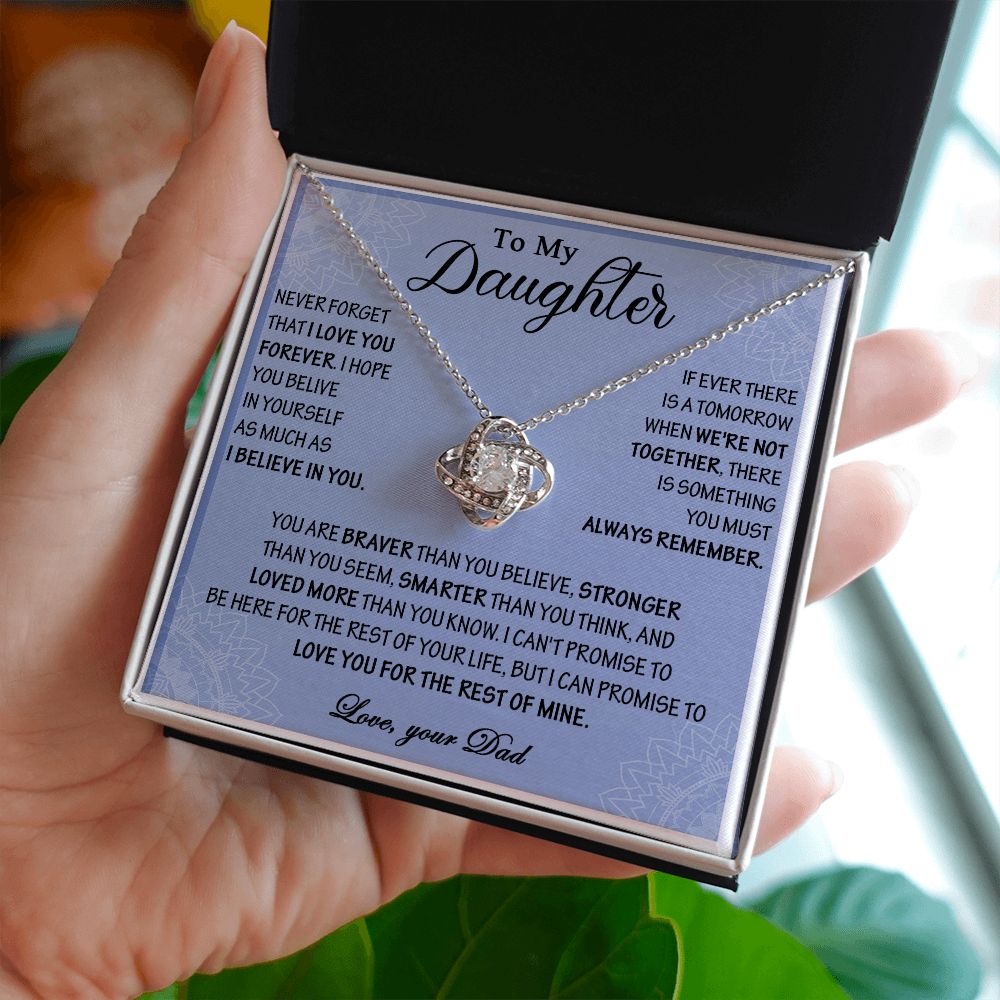 To My
Daughter
NEVER FORGET
THAT I LOVE YOU
FOREVER. I HOPE
YOU BELIVE
IN YOURSELF
AS MUCH AS
I BELIEVE IN YOU.
IF EVER THERE
IS A TOMORROW
WHEN WE'RE NOT
TOGETHER, THERE
IS SOMETHING
YOU MUST
ALWAYS REMEMBER.
YOU ARE BRAVER THAN YOU BELIEVE, STRONGER
THAN YOU SEEM, SMARTER THAN YOU THINK, AND
LOVED MORE THAN YOU KNOW. I CAN'T PROMISE TO
BE HERE FOR THE REST OF YOUR LIFE, BUT I CAN PROMISE TO
LOVE YOU FOR THE REST OF MINE.
Love, your Dad